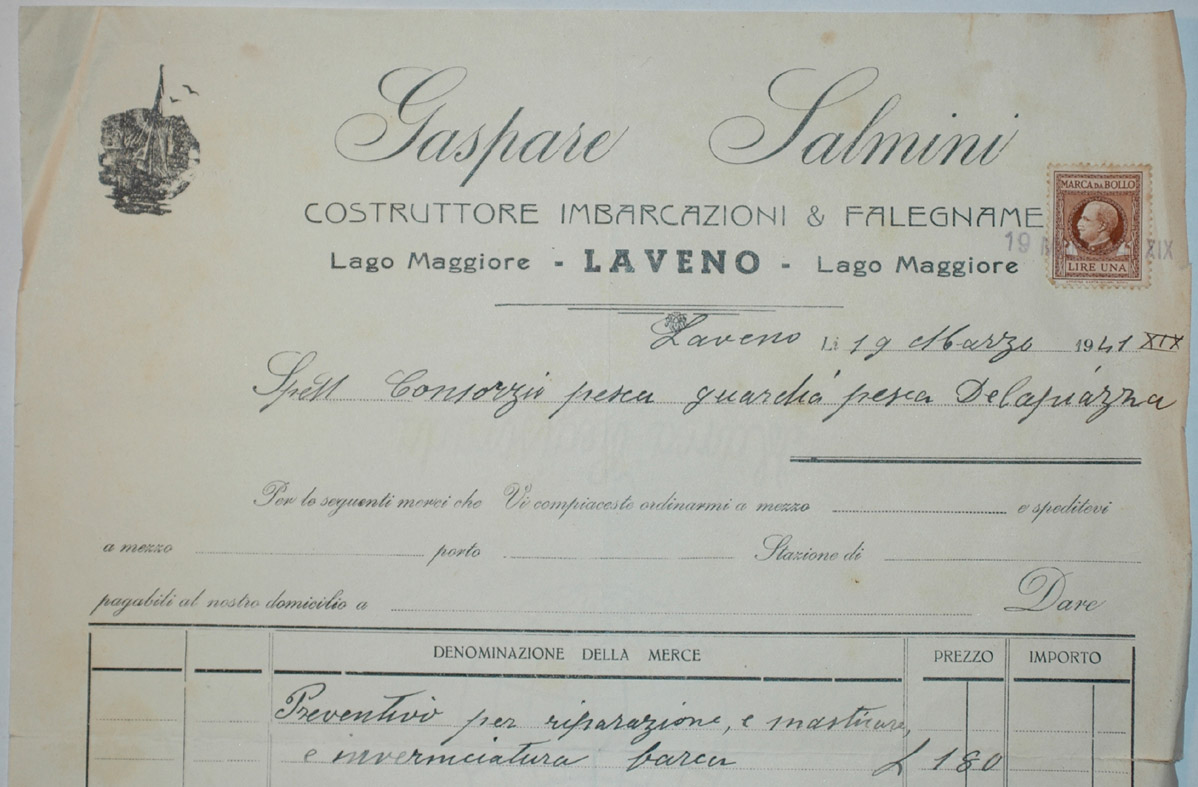 Gaspare Salmini
COSTRUTTORE IMBARCAZIONI & FALEGNAME
Lago Maggiore - LAVENO - Lago Maggiore
MARCA DA BOLLO
19 XIX
LIRE UNA
Laveno Li 19 Marzo 1941 XIX
Spett Consorzio pesca guardia pesca Delapiazza
Per le seguenti merci che Vi compiaceste ordinarmi a mezzo e speditevi
a mezzo porto Stazione di
pagabili al nostro domicilio a Dare
DENOMINAZIONE DELLA MERCE PREZZO IMPORTO
Preventivo per riparazione, e
e inverniciatura barca £ 180